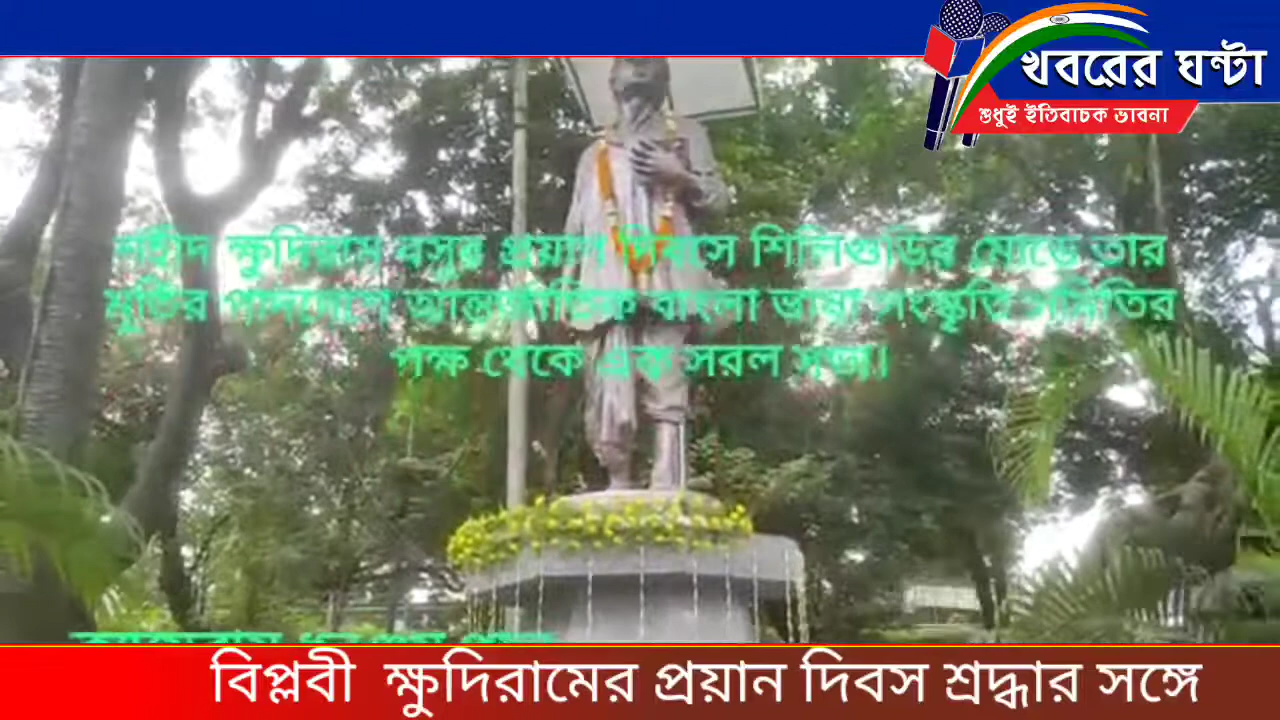 খবরের ঘন্টা
শুধুই ইতিবাচক ভাবনা
শহীদ ক্ষুদিরাম বসুর প্রয়াণ দিবসে শিলিগুড়ির মোড়ে তার
মূর্তির পাদদেশে আন্তর্জাতিক বাংলা ভাষা সংস্কৃতি সমিতির
পক্ষ থেকে এক সরল সভা।
বিপ্লবী ক্ষুদিরামের প্রয়ান দিবস শ্রদ্ধার সঙ্গে